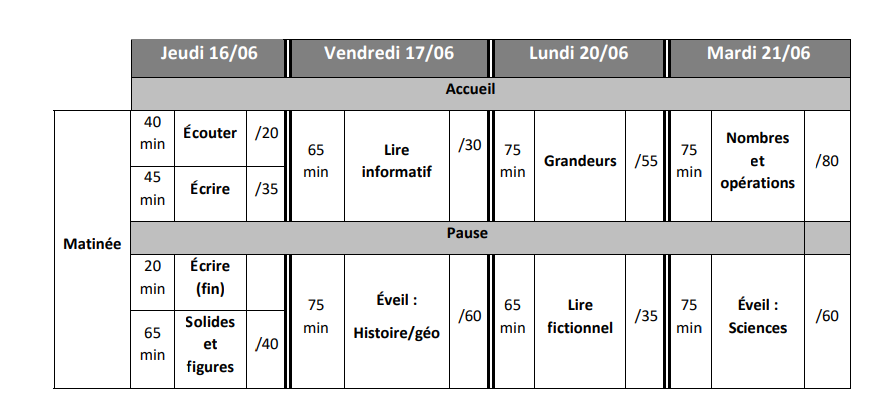 Jeudi 16/06 Vendredi 17/06 Lundi 20/06 Mardi 21/06
Accueil
Matinée
40
min
Écouter
/20
45
min
Écrire
/35
65
min
Lire
informatif
/30
75
min
Grandeurs
/55
75
min
Nombres
et
opérations
/80
Pause
20
min
Écrire
(fin)
65
min
Solides
et
figures
/40
75
min
Éveil :
Histoire/géo
/60
65
min
Lire
fictionnel
/35
75
min
Éveil :
Sciences
/60